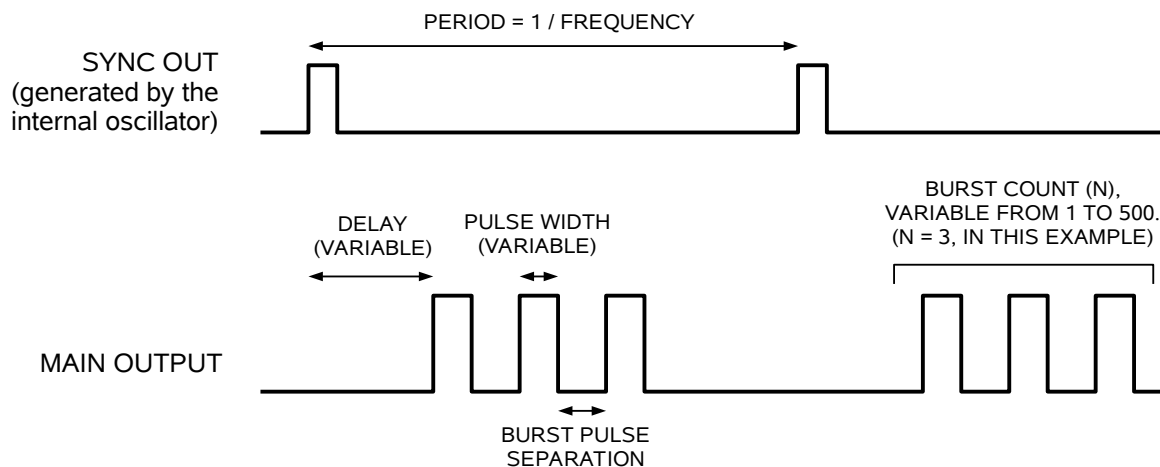 PERIOD = 1 / FREQUENCY
SYNC OUT
(generated by the
internal oscillator)
BURST COUNT (N),
VARIABLE FROM 1 TO 500.
(N = 3, IN THIS EXAMPLE)
DELAY
(VARIABLE)
PULSE WIDTH
(VARIABLE)
MAIN OUTPUT
BURST PULSE
SEPARATION